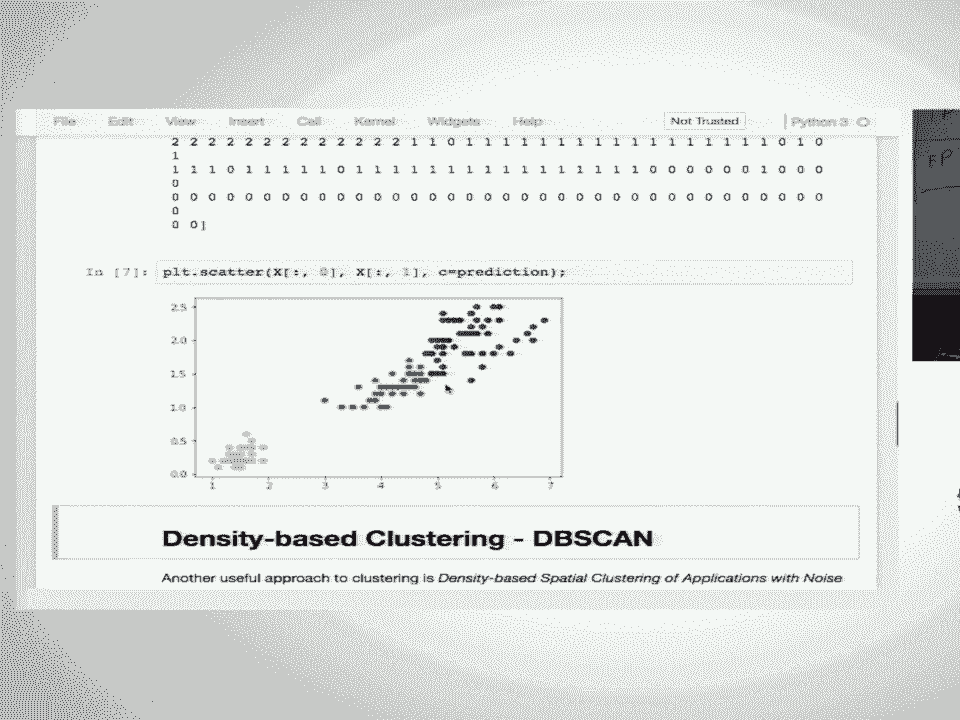 File Edit View Insert Cell Kernel Widgets Help Not Trusted Python 3
2 2 2 2 2 2 2 2 2 2 2 2 2 1 1 0 1 1 1 1 1 1 1 1 1 1 1 1 1 1 1 1 1 0 1 0
1
1 1 1 0 1 1 1 1 1 0 1 1 1 1 1 1 1 1 1 1 1 1 1 1 1 1 0 0 0 0 0 0 1 0 0 0
0
0 0 0 0 0 0 0 0 0 0 0 0 0 0 0 0 0 0 0 0 0 0 0 0 0 0 0 0 0 0 0 0 0 0 0 0
0
0 0]
In [7]: plt.scatter(X[:, 0], X[:, 1], c=prediction);
2.5
2.0
1.5
1.0
0.5
0.0
1 2 3 4 5 6 7
Density-based Clustering - DBSCAN
Another useful approach to clustering is Density-based Spatial Clustering of Applications with Noise
FP